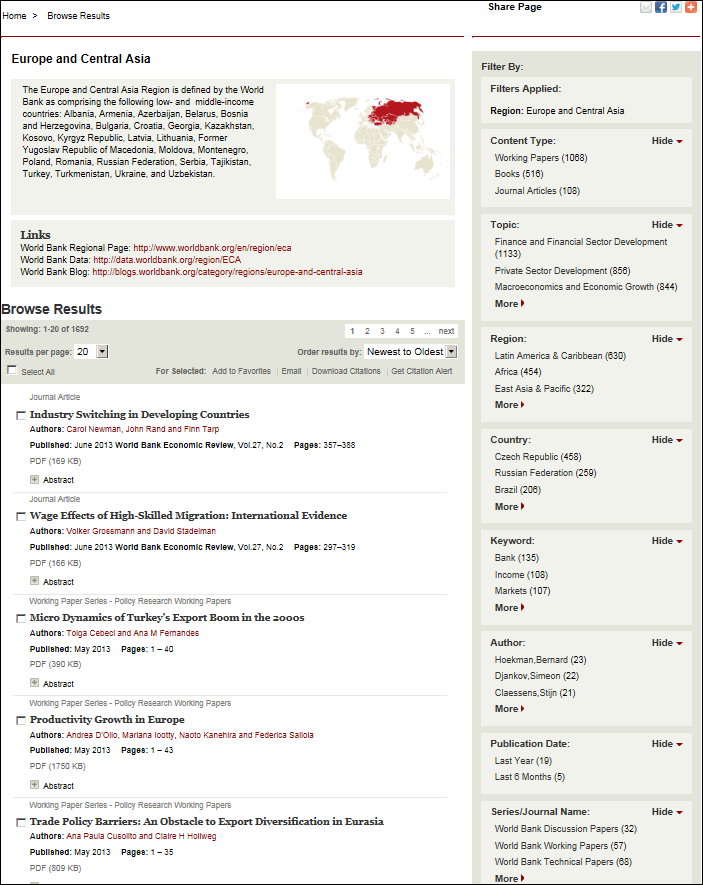 Home > Browse Results
Share Page
Europe and Central Asia
The Europe and Central Asia Region is defined by the World
Bank as comprising the following low- and middle-income
countries: Albania, Armenia, Azerbaijan, Belarus, Bosnia
and Herzegovina, Bulgaria, Croatia, Georgia, Kazakhstan,
Kosovo, Kyrgyz Republic, Latvia, Lithuania, Former
Yugoslav Republic of Macedonia, Moldova, Montenegro,
Poland, Romania, Russian Federation, Serbia, Tajikistan,
Turkey, Turkmenistan, Ukraine, and Uzbekistan.
Links
World Bank Regional Page: http://www.worldbank.org/en/region/eca
World Bank Data: http://data.worldbank.org/region/ECA
World Bank Blog: http://blogs.worldbank.org/category/regions/europe-and-central-asia
Browse Results
Showing: 1-20 of 1692
1 2 3 4 5 ... next
Results per page: 20
Order results by: Newest to Oldest
Select All
For Selected: Add to Favorites | Email | Download Citations | Get Citation Alert
Journal Article
Industry Switching in Developing Countries
Authors: Carol Newman, John Rand and Finn Tarp
Published: June 2013 World Bank Economic Review, Vol.27, No.2 Pages: 357–388
PDF (169 KB)
Abstract
Journal Article
Wage Effects of High-Skilled Migration: International Evidence
Authors: Volker Grossmann and David Stadelman
Published: June 2013 World Bank Economic Review, Vol.27, No.2 Pages: 297–319
PDF (166 KB)
Abstract
Working Paper Series - Policy Research Working Papers
Micro Dynamics of Turkey's Export Boom in the 2000s
Authors: Tolga Cebeci and Ana M Fernandes
Published: May 2013 Pages: 1 – 40
PDF (390 KB)
Abstract
Working Paper Series - Policy Research Working Papers
Productivity Growth in Europe
Authors: Andrea D'Olio, Mariana Iootty, Naoto Kanehira and Federica Saliola
Published: May 2013 Pages: 1 – 43
PDF (1750 KB)
Abstract
Working Paper Series - Policy Research Working Papers
Trade Policy Barriers: An Obstacle to Export Diversification in Eurasia
Authors: Ana Paula Cusolito and Claire H Hollweg
Published: May 2013 Pages: 1 – 35
PDF (809 KB)
Filter By:
Filters Applied:
Region: Europe and Central Asia
Content Type: Hide
Working Papers (1068)
Books (516)
Journal Articles (108)
Topic: Hide
Finance and Financial Sector Development
(1133)
Private Sector Development (856)
Macroeconomics and Economic Growth (844)
More
Region: Hide
Latin America & Caribbean (630)
Africa (454)
East Asia & Pacific (322)
More
Country: Hide
Czech Republic (458)
Russian Federation (259)
Brazil (206)
More
Keyword: Hide
Bank (135)
Income (108)
Markets (107)
More
Author: Hide
Hoekman,Bernard (23)
Djankov,Simeon (22)
Claessens,Stijn (21)
More
Publication Date: Hide
Last Year (19)
Last 6 Months (5)
Series/Journal Name: Hide
World Bank Discussion Papers (32)
World Bank Working Papers (57)
World Bank Technical Papers (68)
More